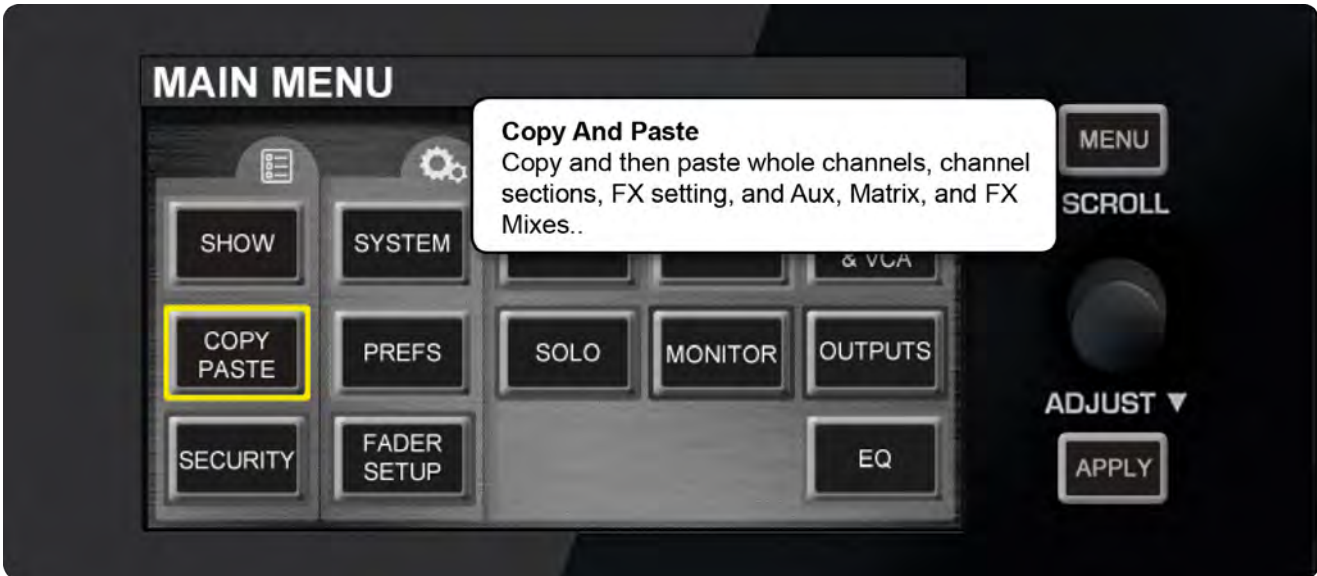 MAIN MENU
Copy And Paste
Copy and then paste whole channels, channel
sections, FX setting, and Aux, Matrix, and FX
Mixes..
MENU
SCROLL
SHOW
SYSTEM
& VCA
COPY
PASTE
PREFS
SOLO
MONITOR
OUTPUTS
ADJUST ▼
SECURITY
FADER
SETUP
EQ
APPLY